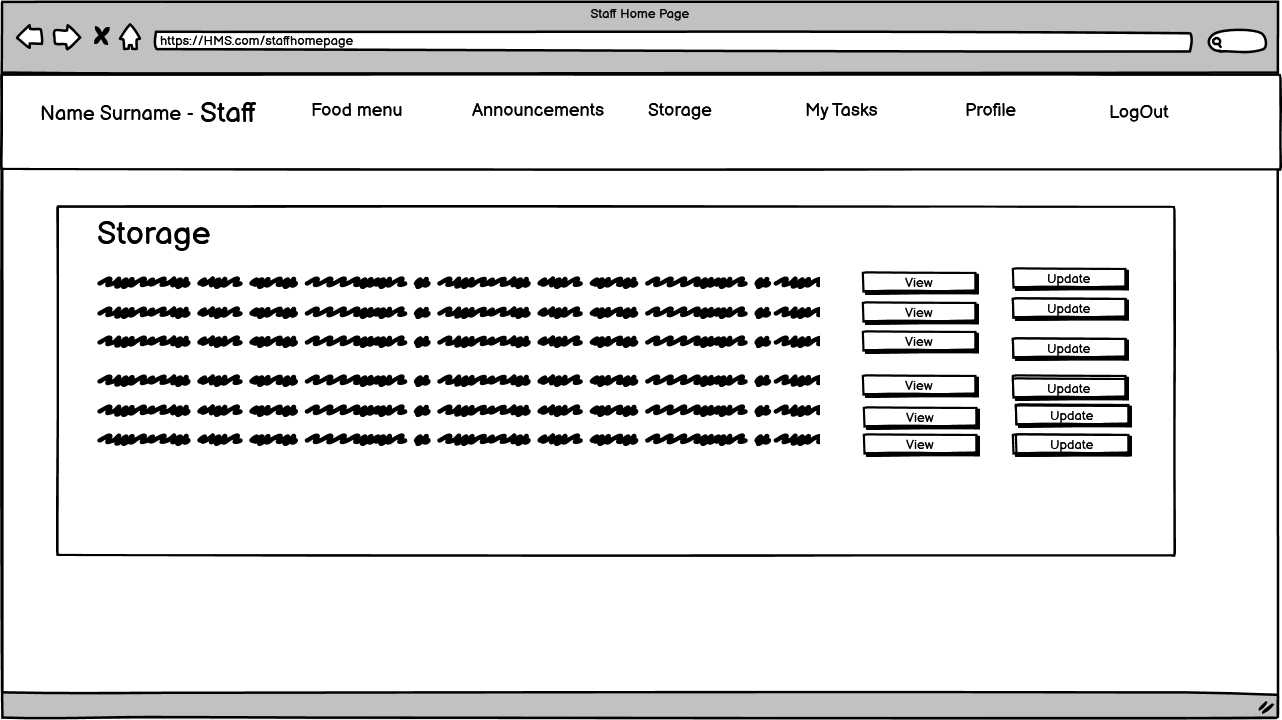 Staff Home Page
https://HMS.com/staffhomepage
Name Surname - Staff Food menu Announcements Storage My Tasks Profile LogOut
Storage
View Update
View Update
View Update
View Update
View Update
View Update